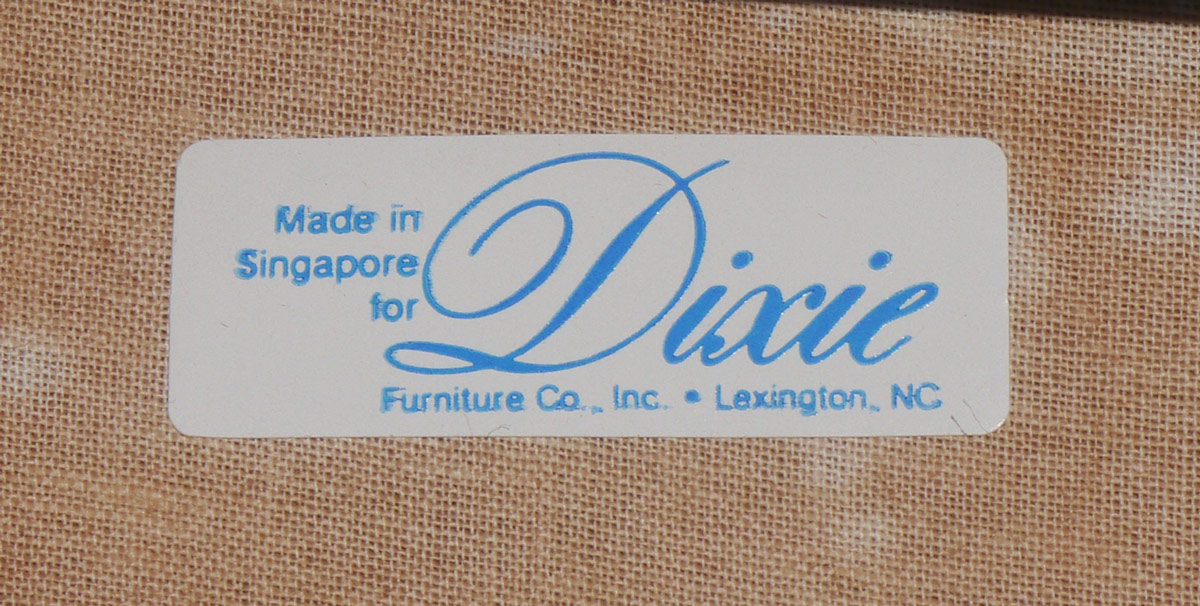 Made in
Singapore
for
Dixie
Furniture Co., Inc. • Lexington, NC